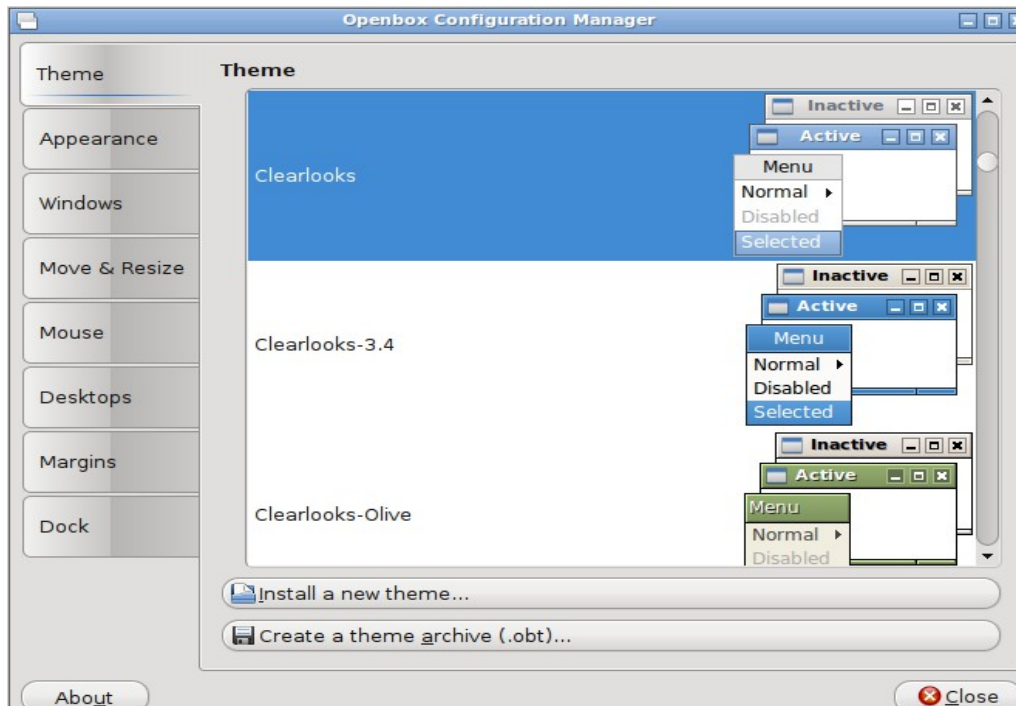 Openbox Configuration Manager
Theme
Appearance
Windows
Move & Resize
Mouse
Desktops
Margins
Dock
Theme
Clearlooks
Inactive
Active
Menu
Normal
Disabled
Selected
Clearlooks-3.4
Inactive
Active
Menu
Normal
Disabled
Selected
Clearlooks-Olive
Inactive
Active
Menu
Normal
Disabled
Install a new theme...
Create a theme archive (.obt)...
About
Close